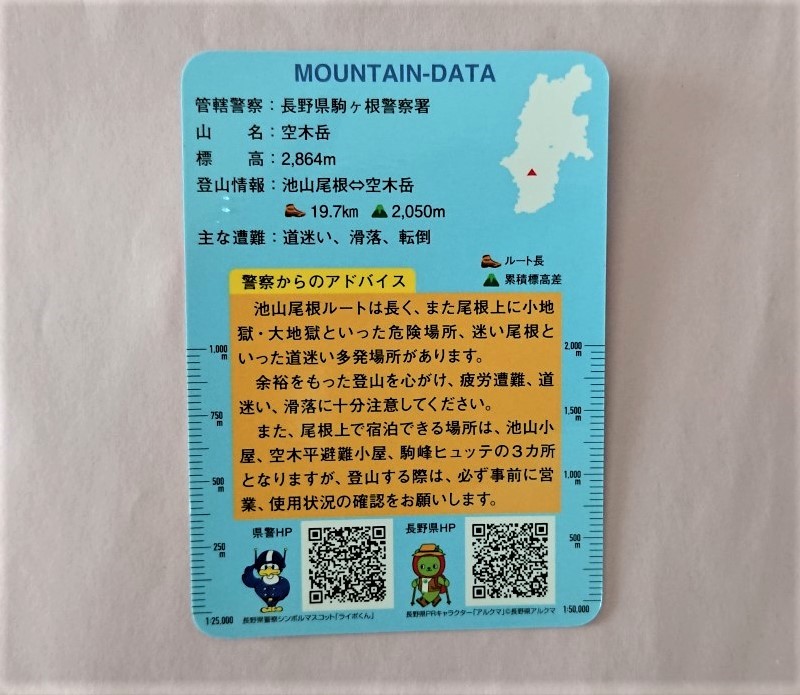 MOUNTAIN-DATA
管轄警察：長野県駒ヶ根警察署
山　　名：空木岳
標　　高：2,864m
登山情報：池山尾根⇔空木岳
19.7㎞ 2,050m
主な遭難：道迷い、滑落、転倒
ルート長
累積標高差
警察からのアドバイス
池山尾根ルートは長く、また尾根上に小地
獄・大地獄といった危険場所、迷い尾根と
いった道迷い多発場所があります。
余裕をもった登山を心がけ、疲労遭難、道
迷い、滑落に十分注意してください。
また、尾根上で宿泊できる場所は、池山小
屋、空木平避難小屋、駒峰ヒュッテの３カ所
となりますが、登山する際は、必ず事前に営
業、使用状況の確認をお願いします。
1,000
m
750
m
500
m
250
m
1:25,000
2,000
m
1,500
m
1,000
m
500
m
1:50,000
県警HP
長野県HP
長野県警察シンボルマスコット「ライポくん」
長野県PRキャラクター「アルクマ」©長野県アルクマ